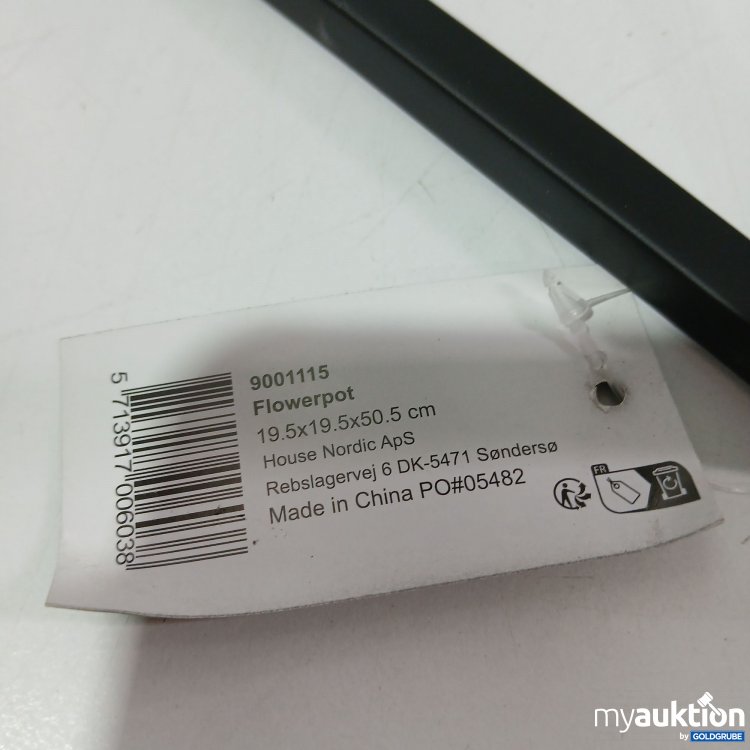 9001115
Flowerpot
19.5x19.5x50.5 cm
House Nordic ApS
Rebslagervej 6 DK-5471 Søndersø
Made in China PO#05482
5 713917 006038
FR
myauktion
by GOLDGRUBE